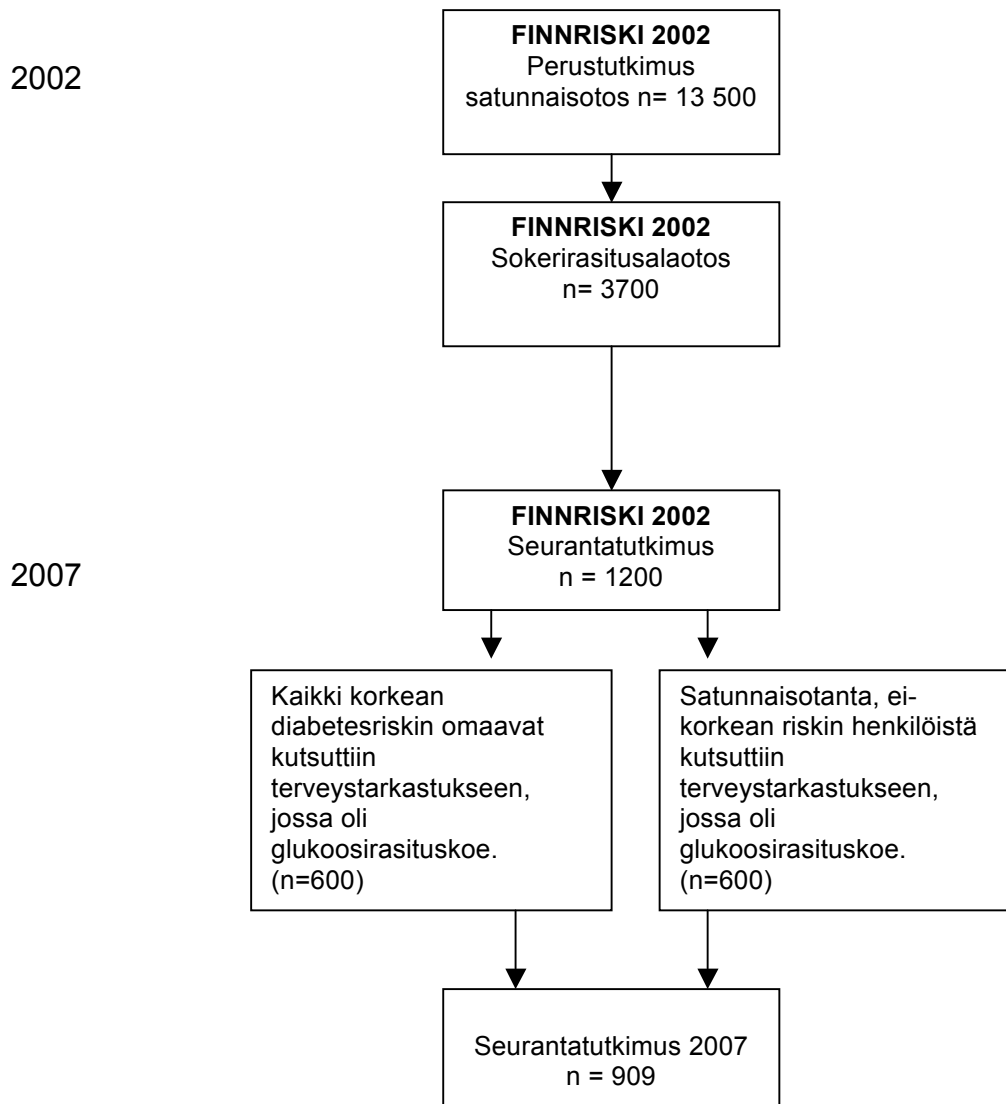 2002
FINNRISKI 2002
Perustutkimus
satunnaisotos n= 13 500
FINNRISKI 2002
Sokerirasitusalaotos
n= 3700
2007
FINNRISKI 2002
Seurantatutkimus
n = 1200
Kaikki korkean
diabetesriskin omaavat
kutsuttiin
terveystarkastukseen,
jossa oli
glukoosirasituskoe.
(n=600)
Satunnaisotanta, ei-
korkean riskin henkilöistä
kutsuttiin
terveystarkastukseen,
jossa oli
glukoosirasituskoe.
(n=600)
Seurantatutkimus 2007
n = 909